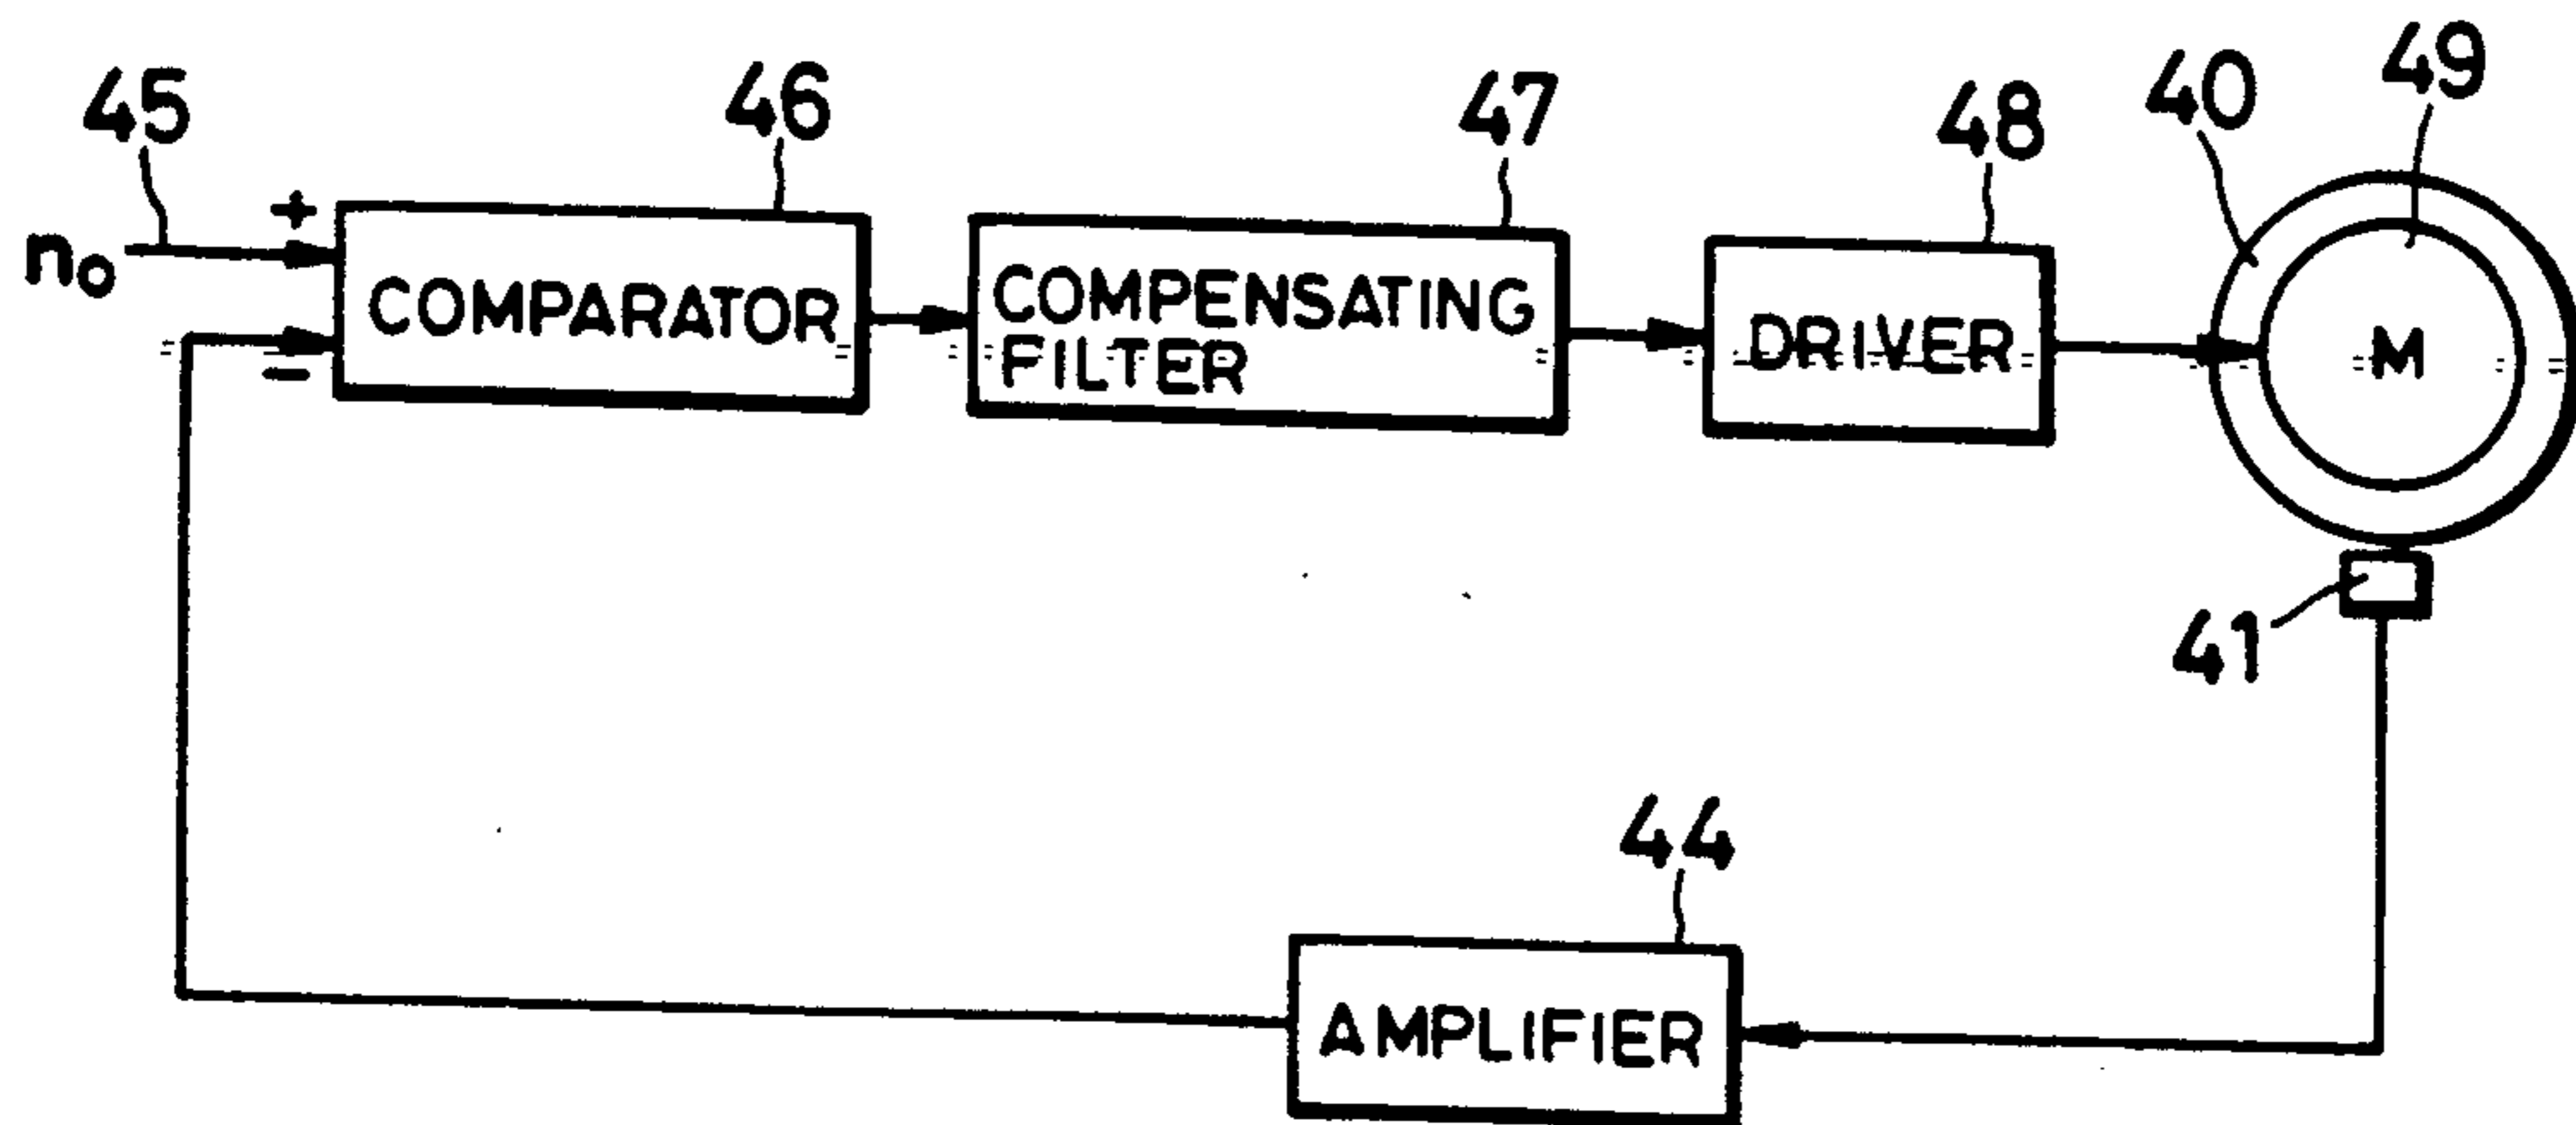 45
46
47
48
40
49
n₀
+
−
COMPARATOR
COMPENSATING
FILTER
DRIVER
M
41
44
AMPLIFIER